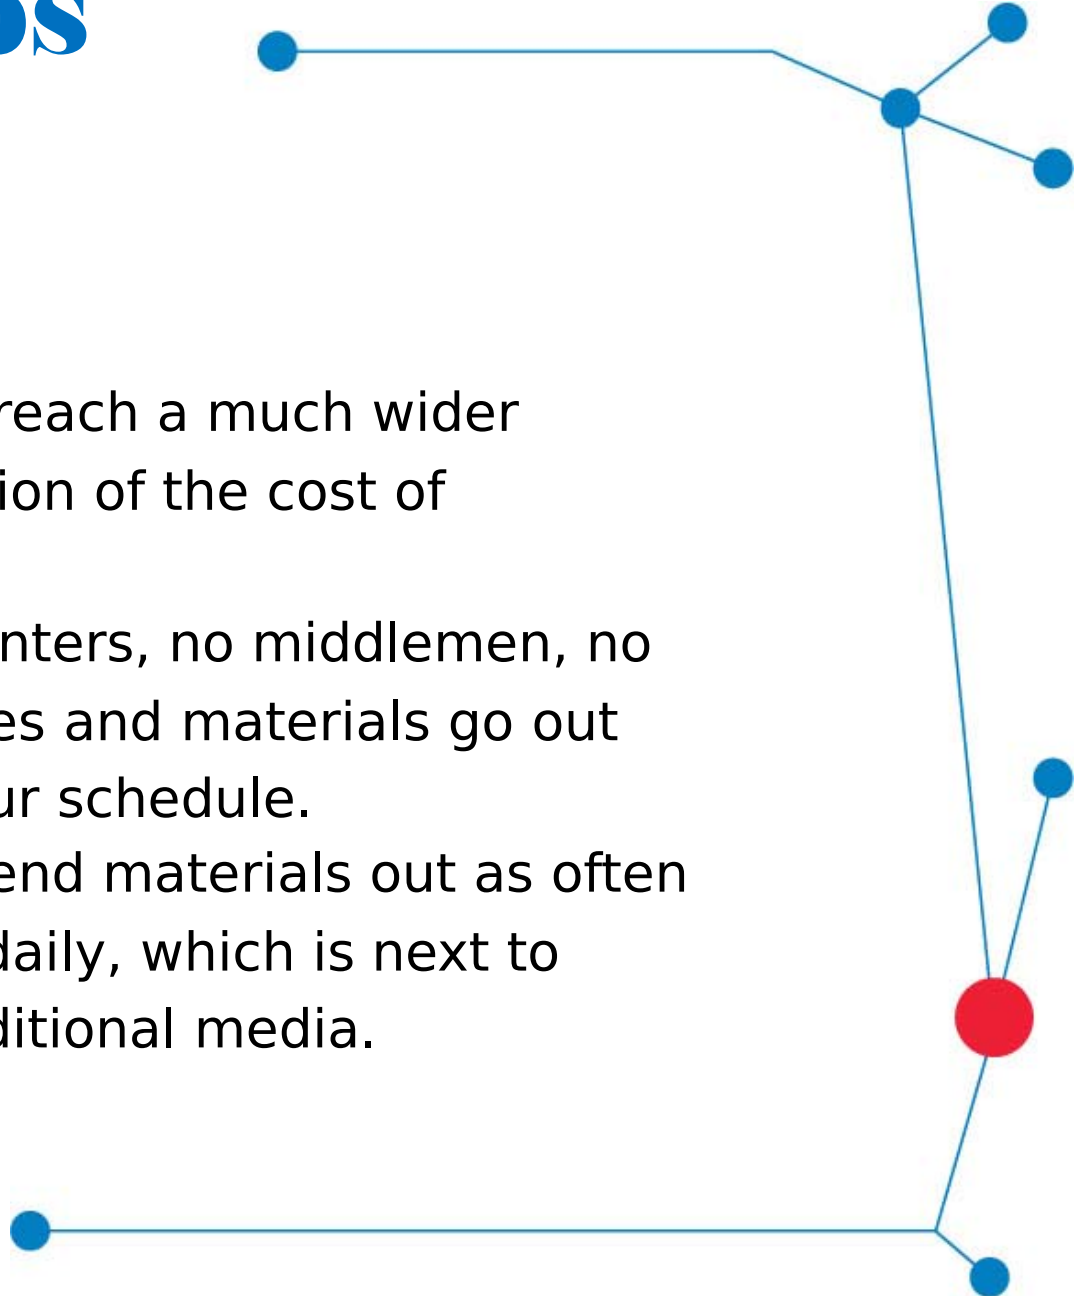 os
reach a much wider
ion of the cost of
nters, no middlemen, no
es and materials go out
ur schedule.
end materials out as often
daily, which is next to
ditional media.